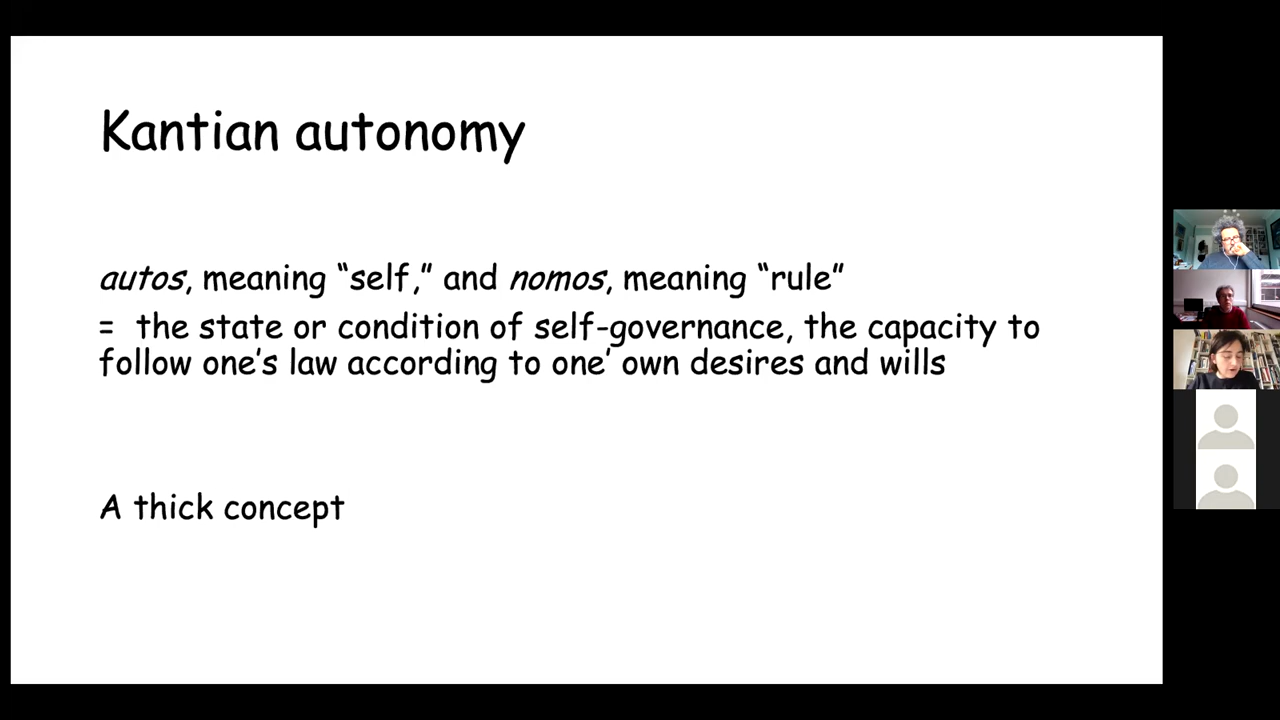 Kantian autonomy
autos, meaning “self,” and nomos, meaning “rule”
= the state or condition of self-governance, the capacity to
follow one’s law according to one’ own desires and wills
A thick concept